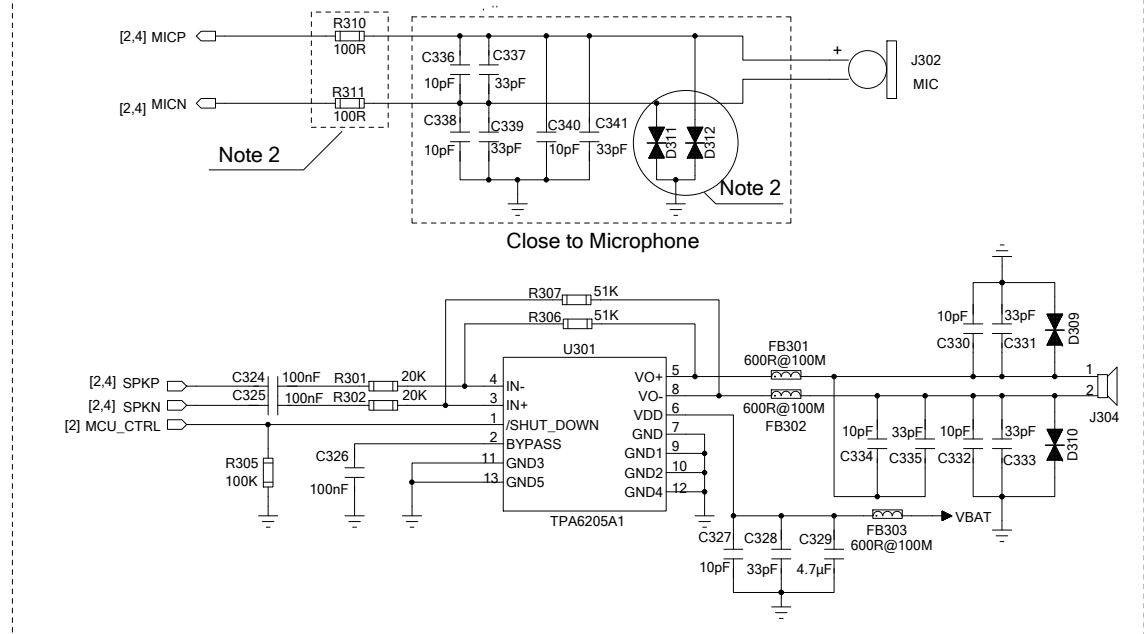 R310
[2,4] MICP
100R
R311
[2,4] MICN
100R
Note 2
C336
10pF
C337
33pF
C338
10pF
C339
33pF
C340
10pF
C341
33pF
D311
D312
Note 2
+
J302
MIC
Close to Microphone
R307 51K
R306 51K
U301
[2,4] SPKP
C324 100nF R301 20K
[2,4] SPKN
C325 100nF R302 20K
[2] MCU_CTRL
4 IN-
3 IN+
1 /SHUT_DOWN
2 BYPASS
11 GND3
13 GND5
VO+ 5
VO- 8
VDD 6
GND 7
GND1 9
GND2 10
GND4 12
TPA6205A1
R305
100K
C326
100nF
FB301
600R@100M
600R@100M
FB302
10pF
C330
33pF
C331
D309
1
2
J304
10pF
C334
33pF
C335
10pF
C332
33pF
C333
D310
C327
10pF
C328
33pF
C329
4.7µF
FB303
600R@100M
VBAT